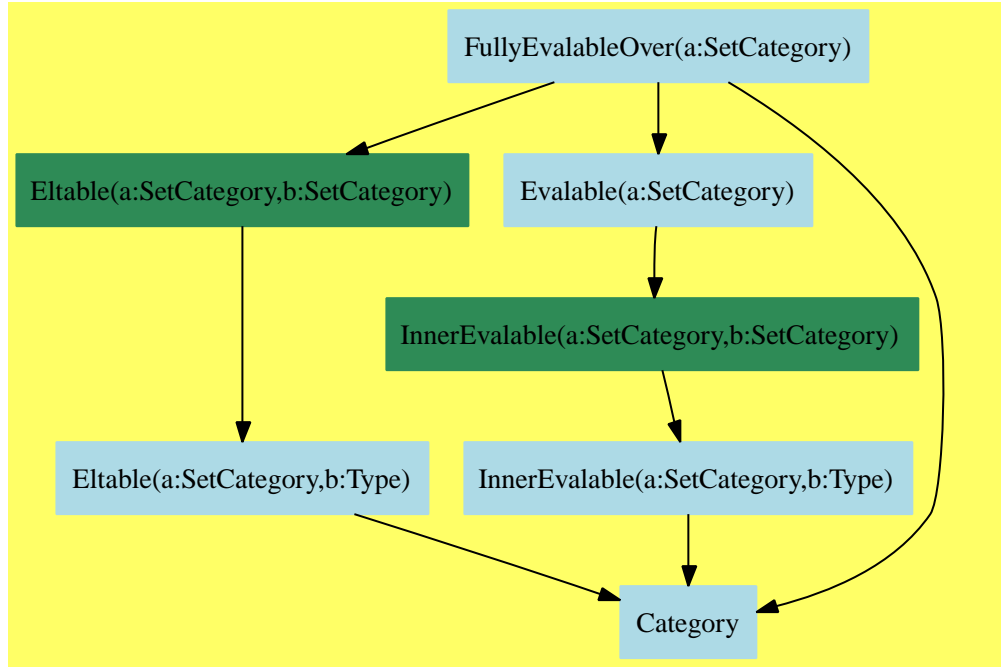 FullyEvalableOver(a:SetCategory)
Eltable(a:SetCategory,b:SetCategory)
Evalable(a:SetCategory)
InnerEvalable(a:SetCategory,b:SetCategory)
Eltable(a:SetCategory,b:Type)
InnerEvalable(a:SetCategory,b:Type)
Category